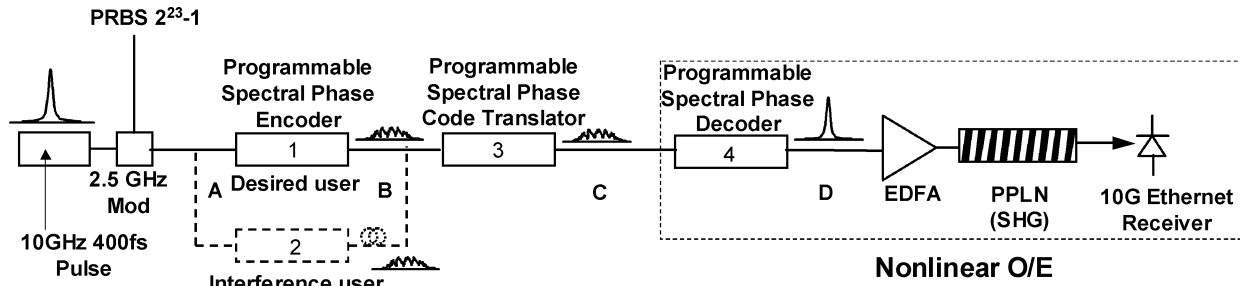 PRBS 2²³-1
Programmable
Spectral Phase
Encoder
Programmable
Spectral Phase
Code Translator
Programmable
Spectral Phase
Decoder
1
3
4
2.5 GHz
Mod
A
Desired user
B
C
D
EDFA
PPLN
(SHG)
10G Ethernet
Receiver
10GHz 400fs
Pulse
2
Interference user
Nonlinear O/E